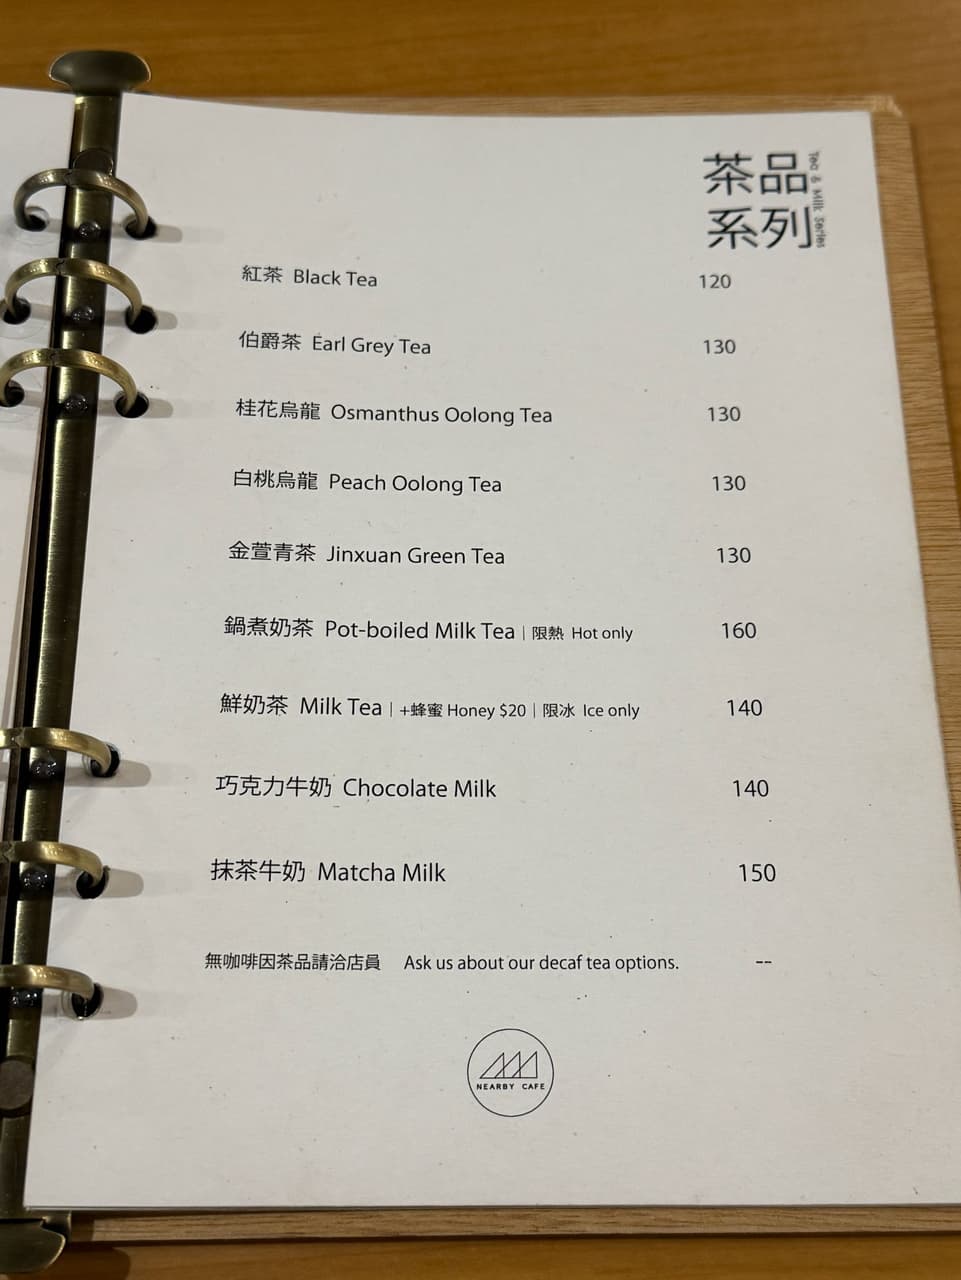 茶品
系列
Tea & Milk Series
紅茶 Black Tea 120
伯爵茶 Earl Grey Tea 130
桂花烏龍 Osmanthus Oolong Tea 130
白桃烏龍 Peach Oolong Tea 130
金萱青茶 Jinxuan Green Tea 130
鍋煮奶茶 Pot-boiled Milk Tea | 限熱 Hot only 160
鮮奶茶 Milk Tea | +蜂蜜 Honey $20 | 限冰 Ice only 140
巧克力牛奶 Chocolate Milk 140
抹茶牛奶 Matcha Milk 150
無咖啡因茶品請洽店員 Ask us about our decaf tea options. --
NEARBY CAFE